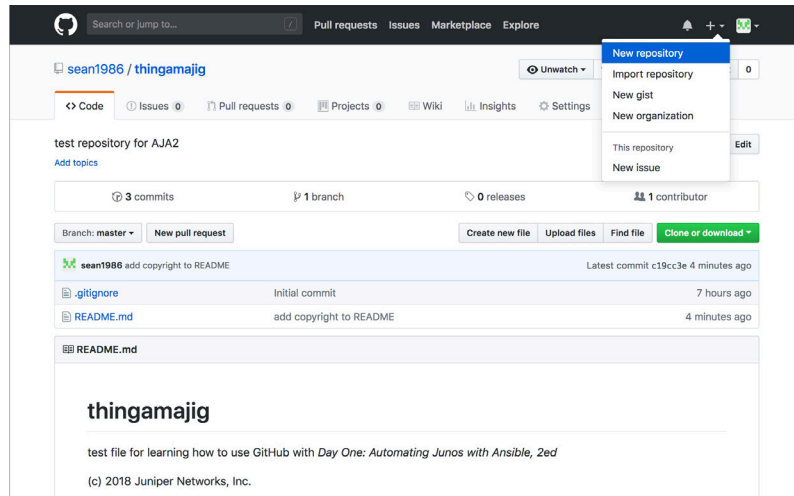 Search or jump to... / Pull requests Issues Marketplace Explore
New repository
sean1986 / thingamajig Unwatch 0
Import repository
New gist
Code Issues 0 Pull requests 0 Projects 0 Wiki Insights Settings
New organization
test repository for AJA2 This repository Edit
Add topics
New issue
3 commits 1 branch 0 releases 1 contributor
Branch: master New pull request Create new file Upload files Find file Clone or download
sean1986 add copyright to README Latest commit c19cc3e 4 minutes ago
.gitignore Initial commit 7 hours ago
README.md add copyright to README 4 minutes ago
README.md
thingamajig
test file for learning how to use GitHub with Day One: Automating Junos with Ansible, 2ed
(c) 2018 Juniper Networks, Inc.